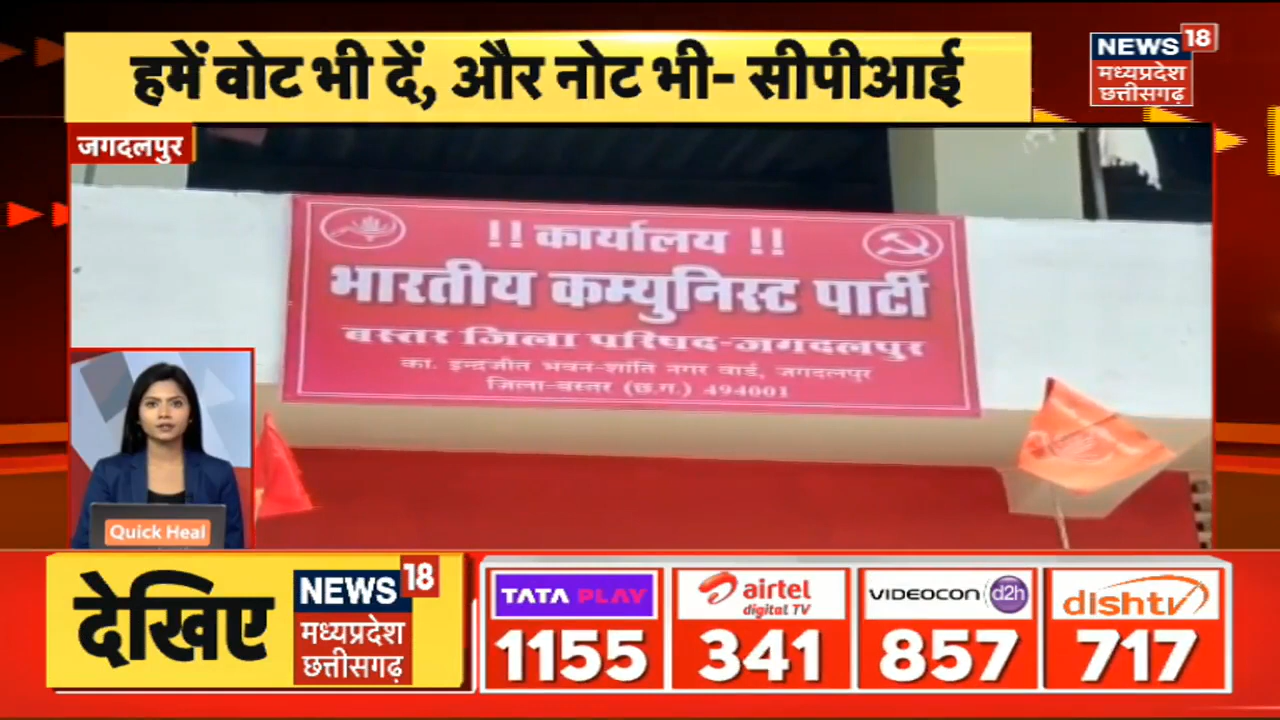 हमें वोट भी दें, और नोट भी- सीपीआई
NEWS 18
मध्यप्रदेश
छत्तीसगढ़
जगदलपुर
!! कार्यालय !!
भारतीय कम्युनिस्ट पार्टी
बस्तर जिला परिषद-जगदलपुर
का. इन्द्रजीत भवन-शांति नगर वार्ड, जगदलपुर
जिला-बस्तर (छ.ग.) 494001
Quick Heal
देखिए
NEWS 18
मध्यप्रदेश
छत्तीसगढ़
TATA PLAY
1155
airtel
digital TV
341
VIDEOCON d2h
857
dishtv
717